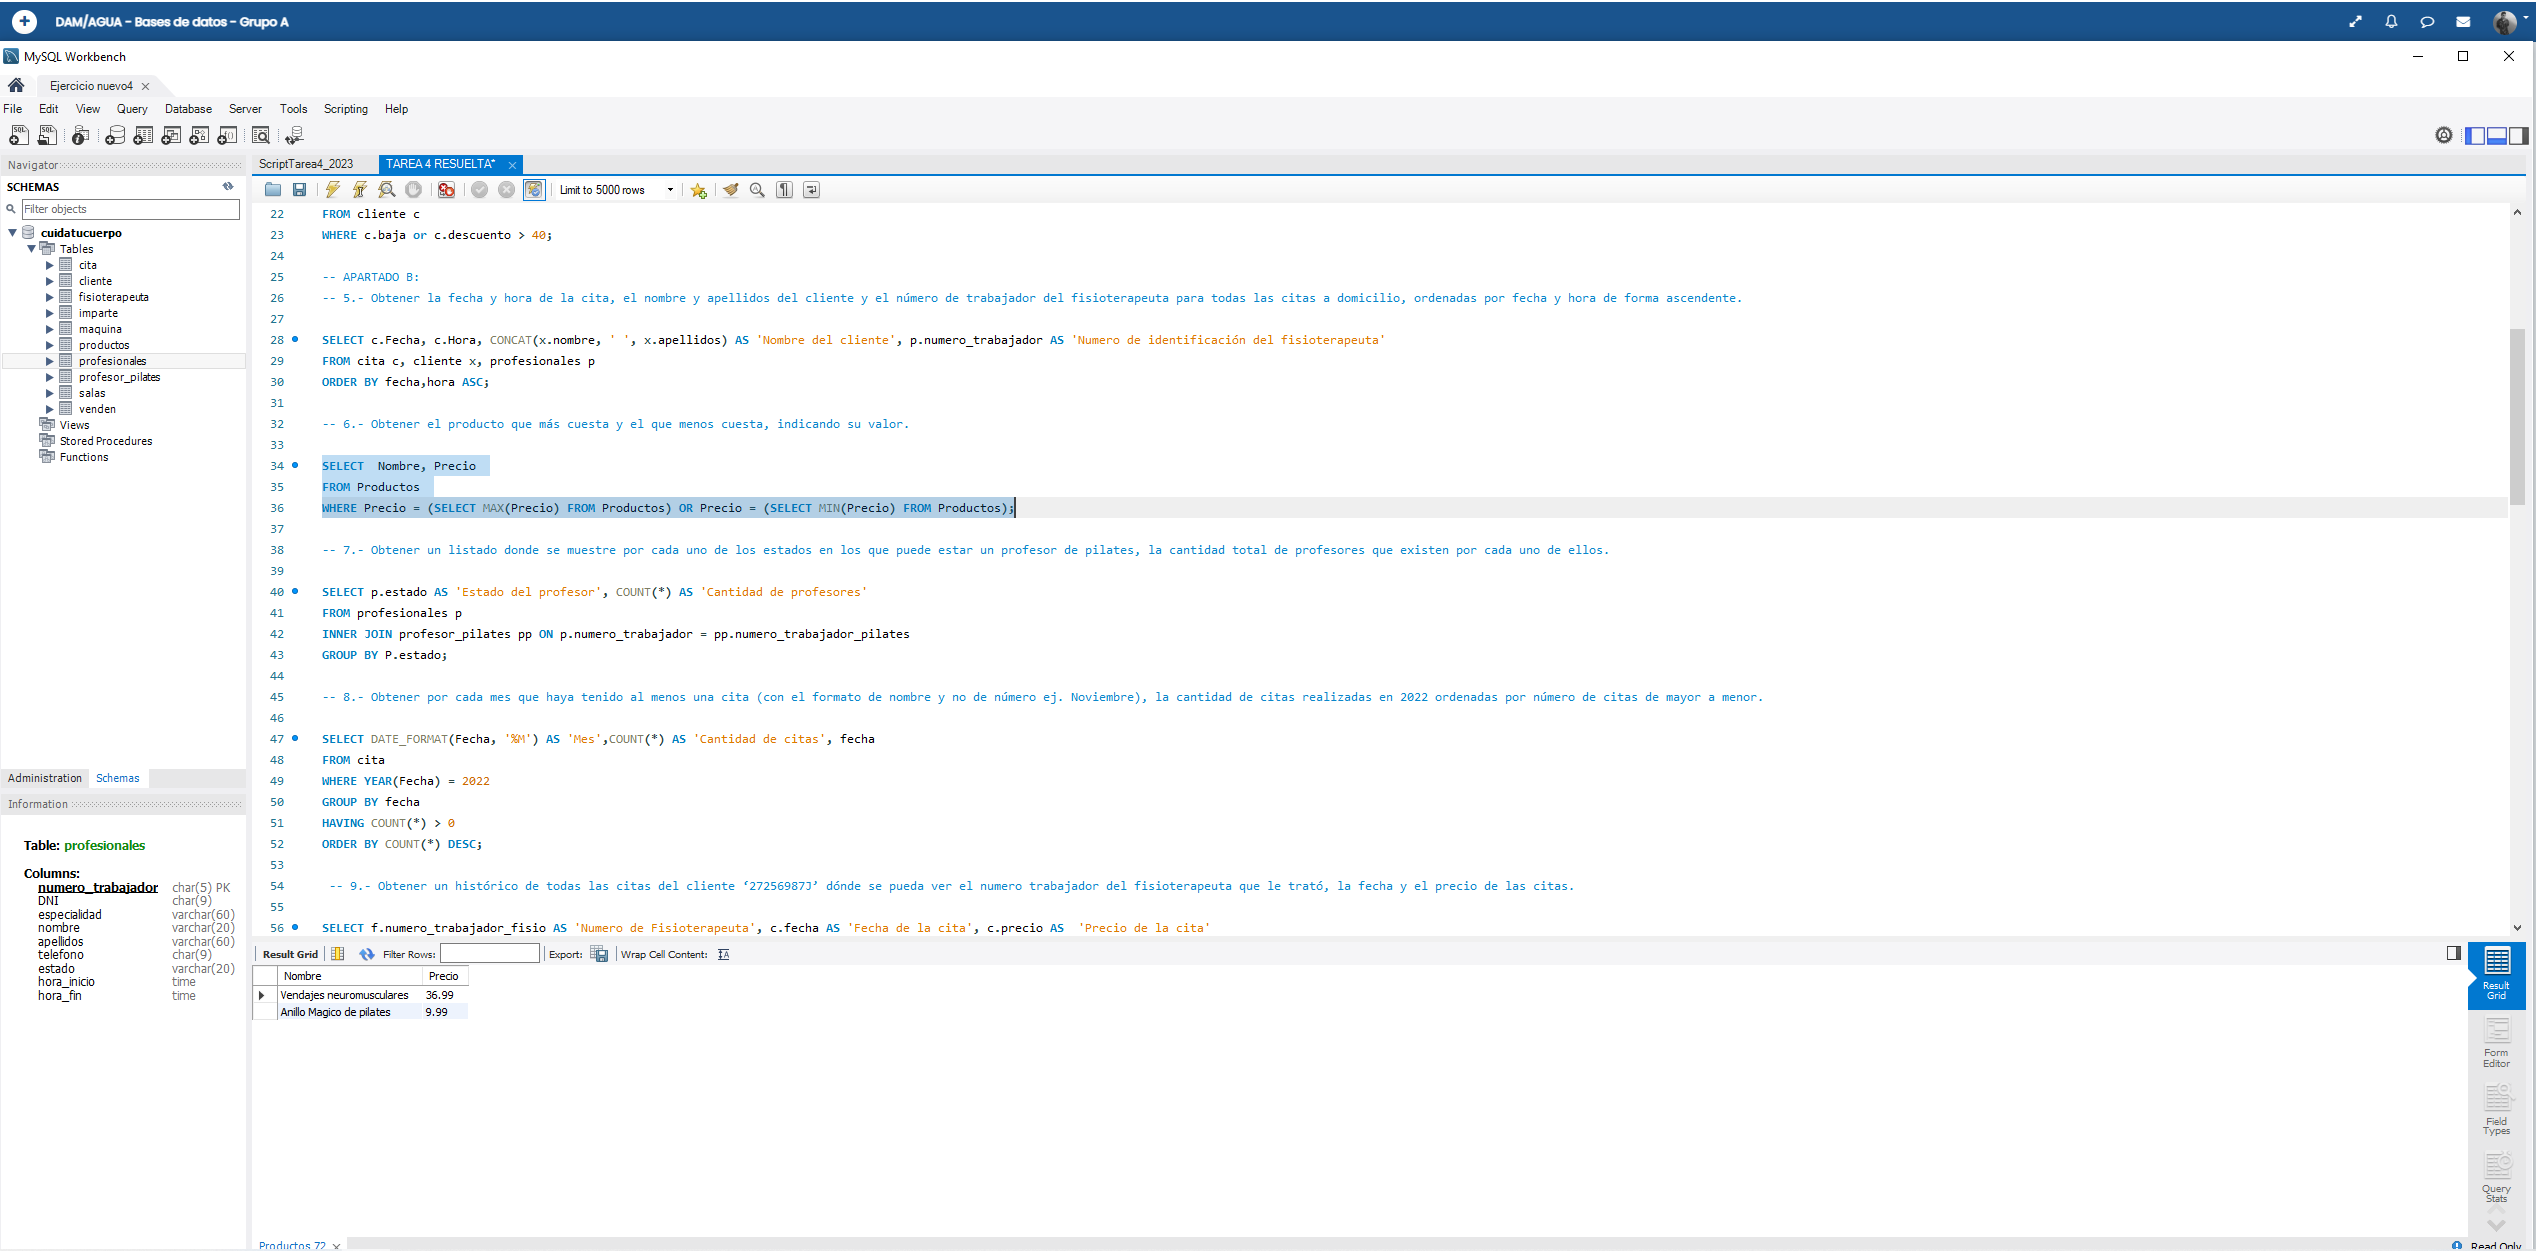 DAM/AGUA - Bases de datos - Grupo A
MySQL Workbench
Ejercicio nuevo4
File Edit View Query Database Server Tools Scripting Help
Navigator
SCHEMAS
Filter objects
cuidatucuerpo
Tables
cita
cliente
fisioterapeuta
imparte
maquina
productos
profesionales
profesor_pilates
salas
venden
Views
Stored Procedures
Functions
Administration Schemas
Information
Table: profesionales
Columns:
numero_trabajador char(5) PK
DNI char(9)
especialidad varchar(60)
nombre varchar(20)
apellidos varchar(60)
telefono char(9)
estado varchar(20)
hora_inicio time
hora_fin time
ScriptTarea4_2023 TAREA 4 RESUELTA*
Limit to 5000 rows
22 FROM cliente c
23 WHERE c.baja or c.descuento > 40;
24
25 -- APARTADO B:
26 -- 5.- Obtener la fecha y hora de la cita, el nombre y apellidos del cliente y el número de trabajador del fisioterapeuta para todas las citas a domicilio, ordenadas por fecha y hora de forma ascendente.
27
28 SELECT c.Fecha, c.Hora, CONCAT(x.nombre, ' ', x.apellidos) AS 'Nombre del cliente', p.numero_trabajador AS 'Numero de identificación del fisioterapeuta'
29 FROM cita c, cliente x, profesionales p
30 ORDER BY fecha,hora ASC;
31
32 -- 6.- Obtener el producto que más cuesta y el que menos cuesta, indicando su valor.
33
34 SELECT  Nombre, Precio
35 FROM Productos
36 WHERE Precio = (SELECT MAX(Precio) FROM Productos) OR Precio = (SELECT MIN(Precio) FROM Productos);
37
38 -- 7.- Obtener un listado donde se muestre por cada uno de los estados en los que puede estar un profesor de pilates, la cantidad total de profesores que existen por cada uno de ellos.
39
40 SELECT p.estado AS 'Estado del profesor', COUNT(*) AS 'Cantidad de profesores'
41 FROM profesionales p
42 INNER JOIN profesor_pilates pp ON p.numero_trabajador = pp.numero_trabajador_pilates
43 GROUP BY P.estado;
44
45 -- 8.- Obtener por cada mes que haya tenido al menos una cita (con el formato de nombre y no de número ej. Noviembre), la cantidad de citas realizadas en 2022 ordenadas por número de citas de mayor a menor.
46
47 SELECT DATE_FORMAT(Fecha, '%M') AS 'Mes',COUNT(*) AS 'Cantidad de citas', fecha
48 FROM cita
49 WHERE YEAR(Fecha) = 2022
50 GROUP BY fecha
51 HAVING COUNT(*) > 0
52 ORDER BY COUNT(*) DESC;
53
54 -- 9.- Obtener un histórico de todas las citas del cliente ‘27256987J’ dónde se pueda ver el numero trabajador del fisioterapeuta que le trató, la fecha y el precio de las citas.
55
56 SELECT f.numero_trabajador_fisio AS 'Numero de Fisioterapeuta', c.fecha AS 'Fecha de la cita', c.precio AS  'Precio de la cita'
Result Grid Filter Rows: Export: Wrap Cell Content:
Nombre Precio
Vendajes neuromusculares 36.99
Anillo Magico de pilates 9.99
Result Grid
Form Editor
Field Types
Query Stats
Productos 72
Read Only